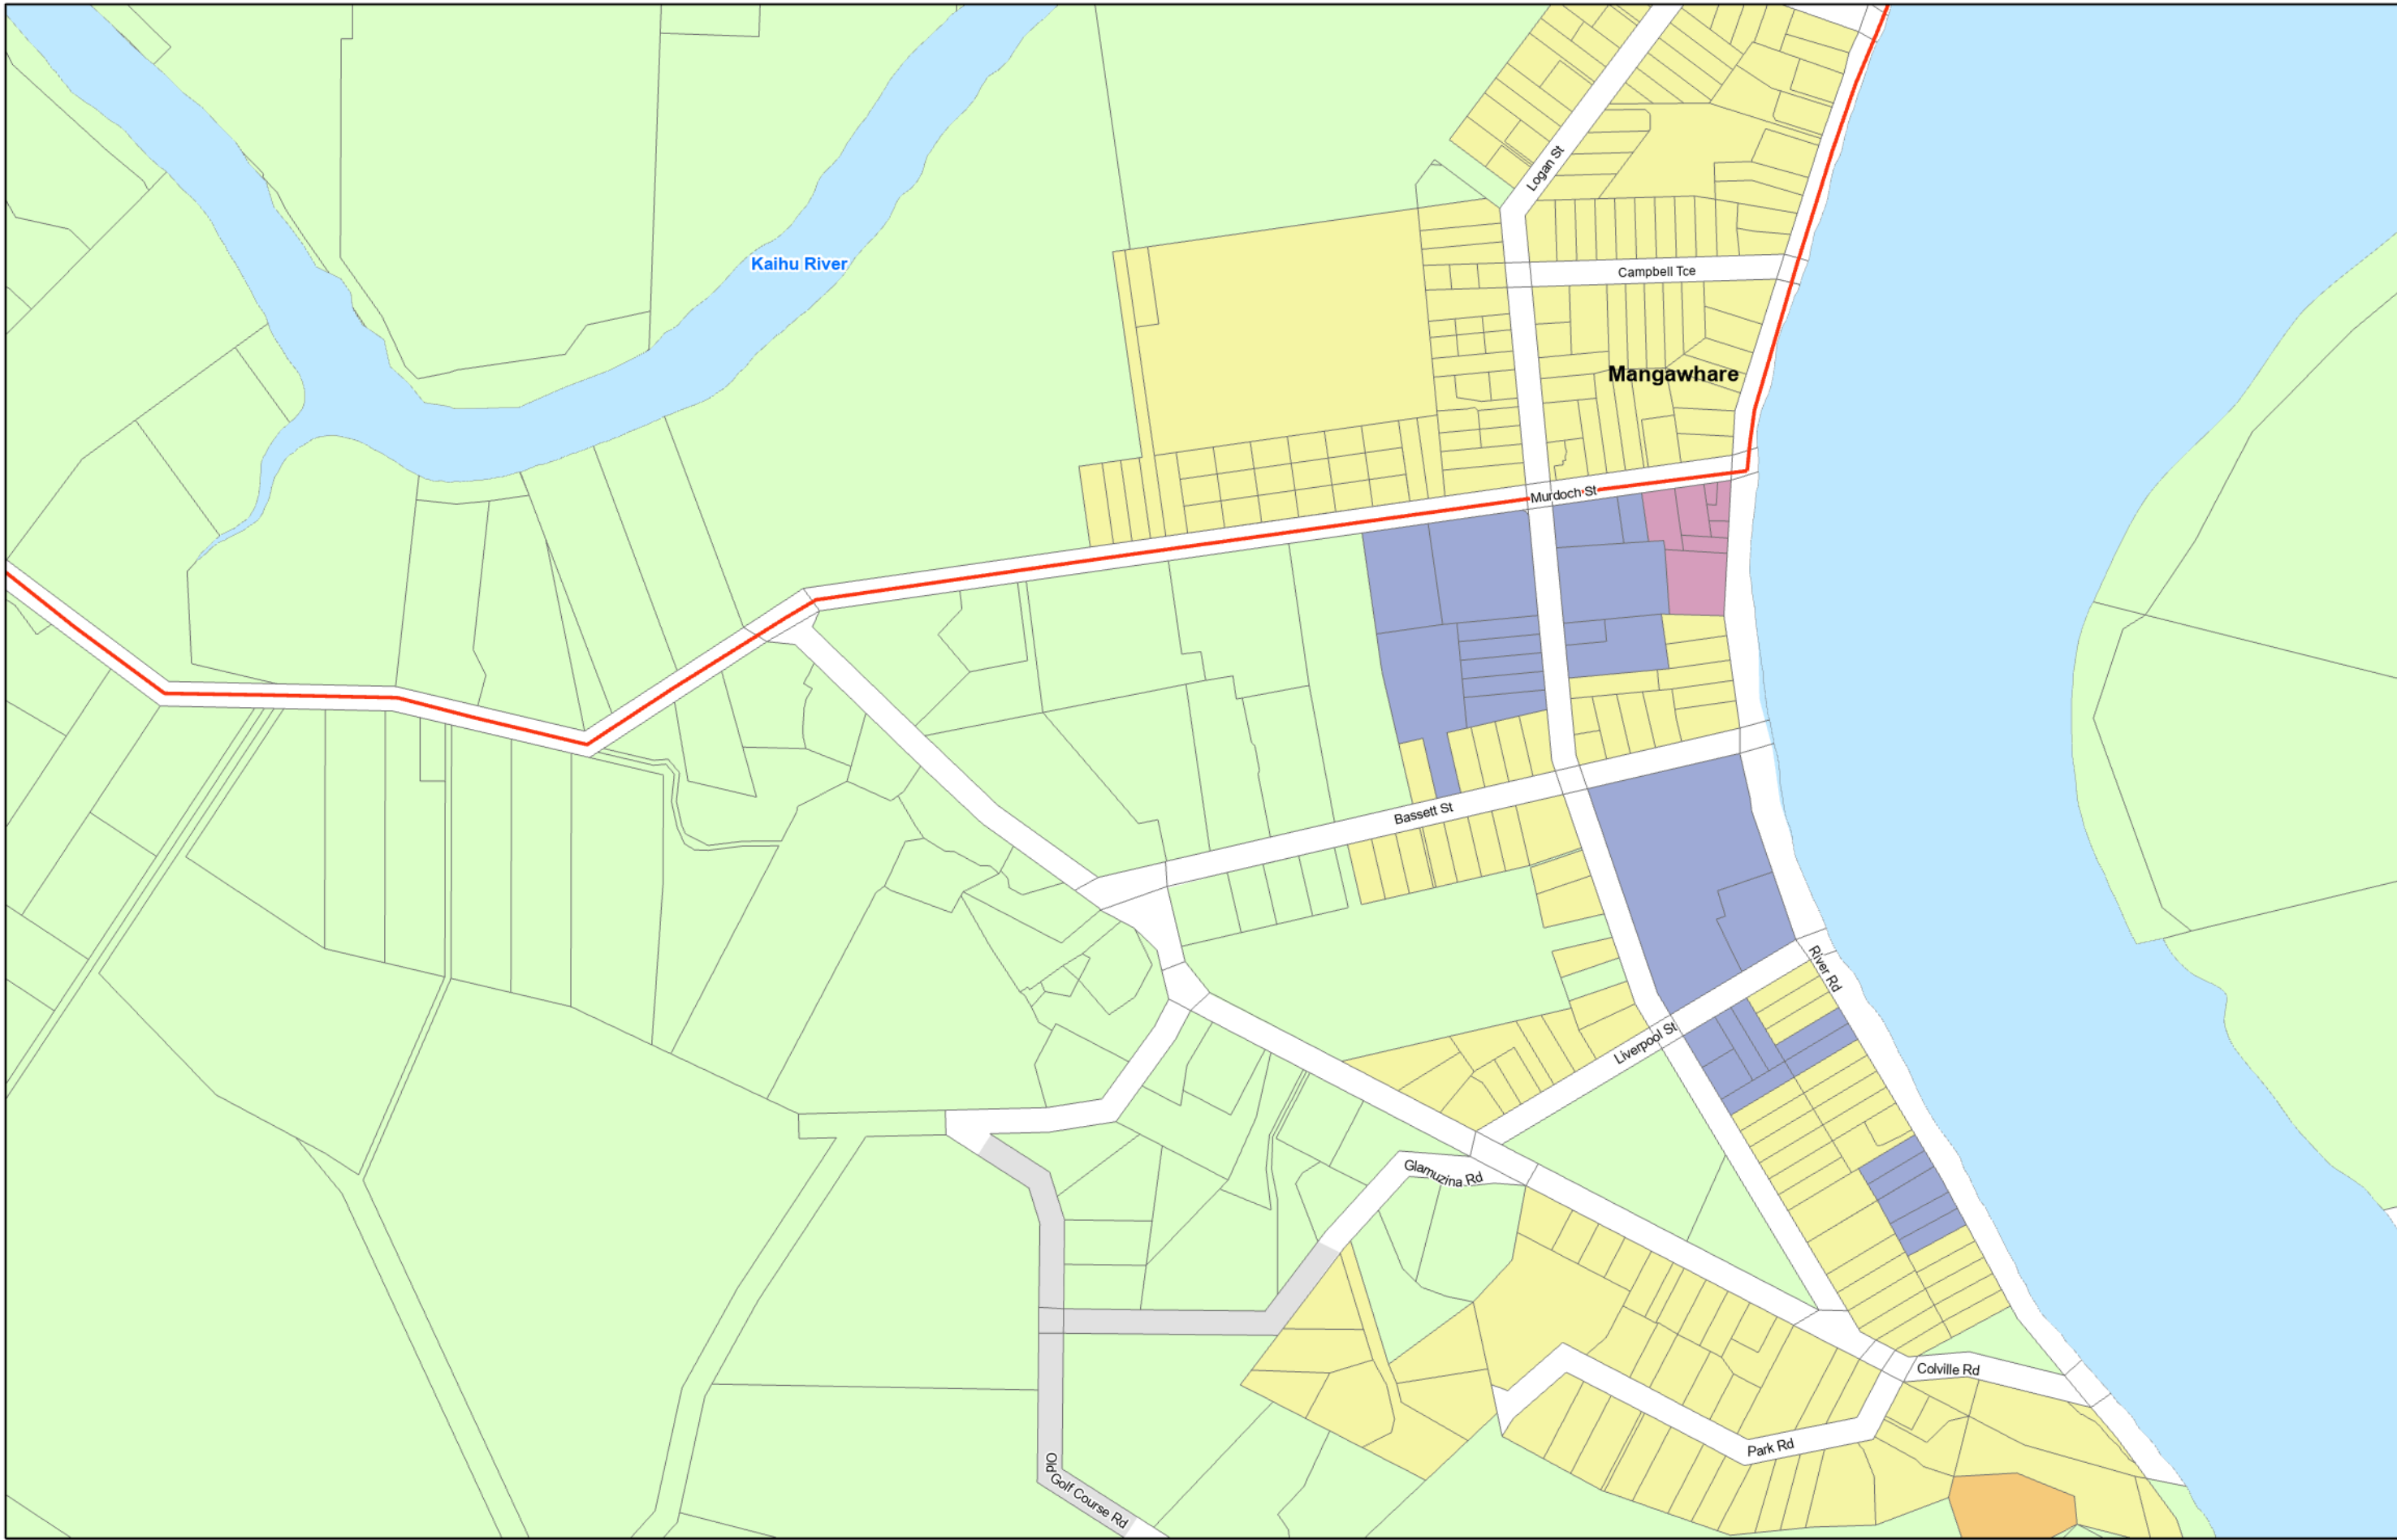 Logan St
Kaihu River
Campbell Tce
Mangawhare
Murdoch St
Bassett St
River Rd
Liverpool St
Glamuzina Rd
Colville Rd
Park Rd
Old Golf Course Rd